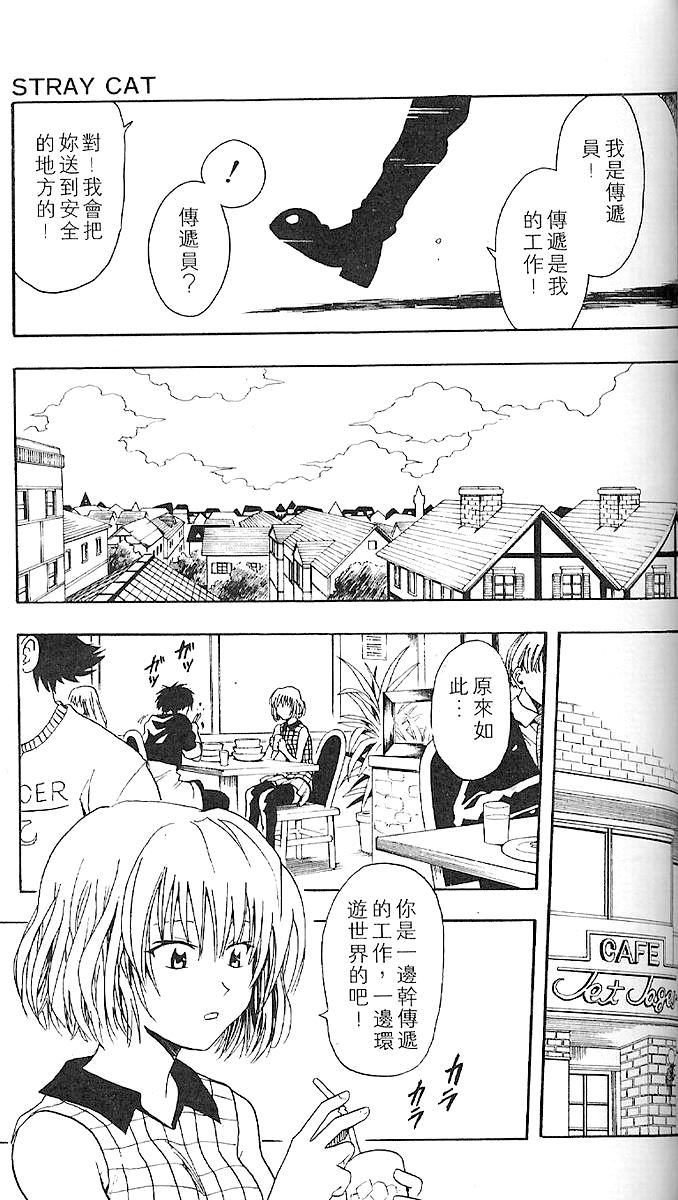 STRAY CAT
我是傳遞
員！
傳遞是我
的工作！
！
傳遞員？
對！我會把
妳送到安全
的地方的！
CAFE
Jet Jager
原來如
此…
ガッ
ガッ
CER
你是一邊幹傳遞
的工作，一邊環
遊世界的吧！
カラ
カラ